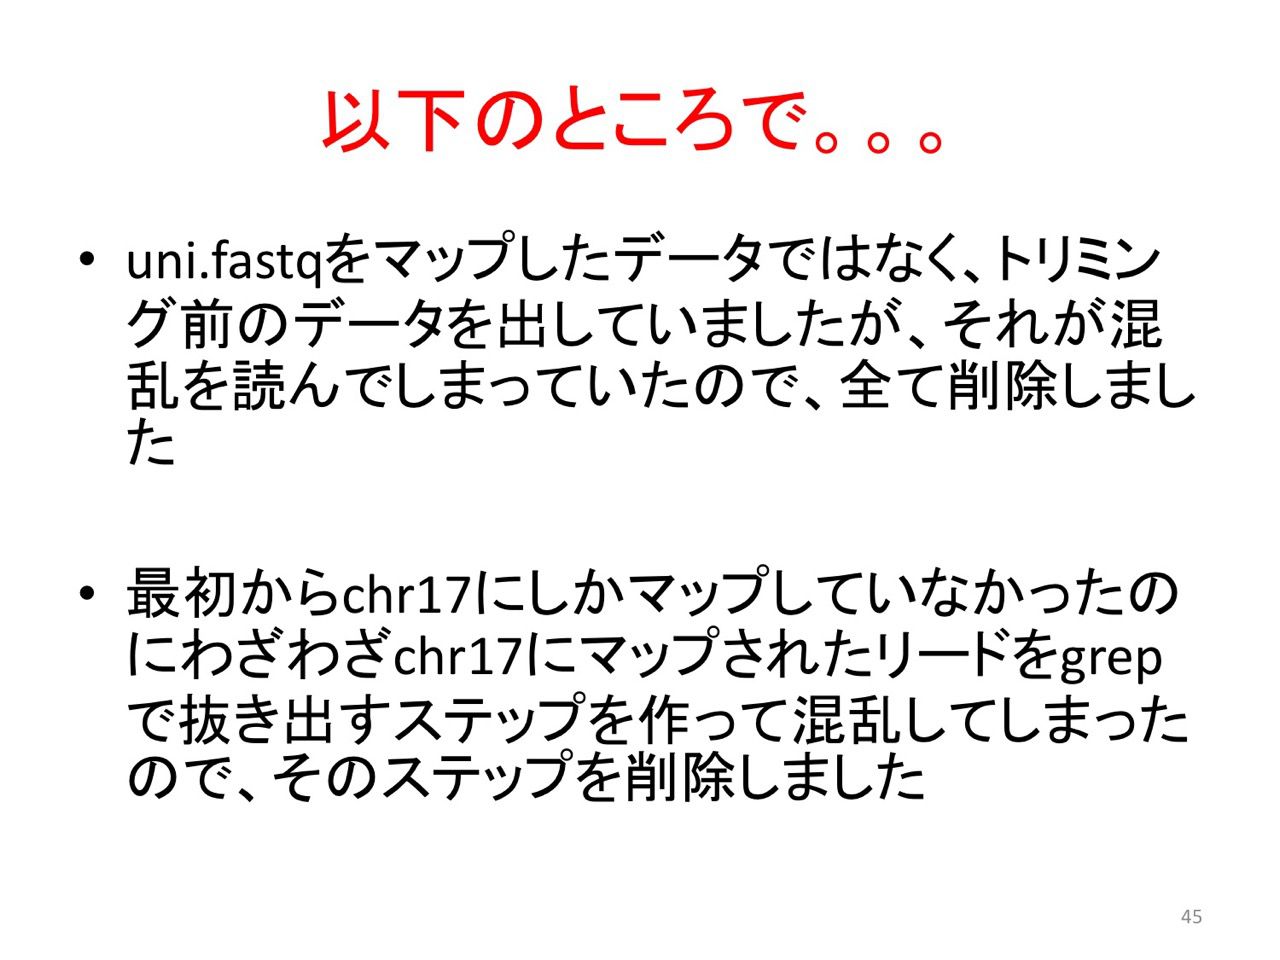 以下のところで。。。
• uni.fastqをマップしたデータではなく、トリミン
グ前のデータを出していましたが、それが混
乱を読んでしまっていたので、全て削除しまし
た
• 最初からchr17にしかマップしていなかったの
にわざわざchr17にマップされたリードをgrep
で抜き出すステップを作って混乱してしまった
ので、そのステップを削除しました
45